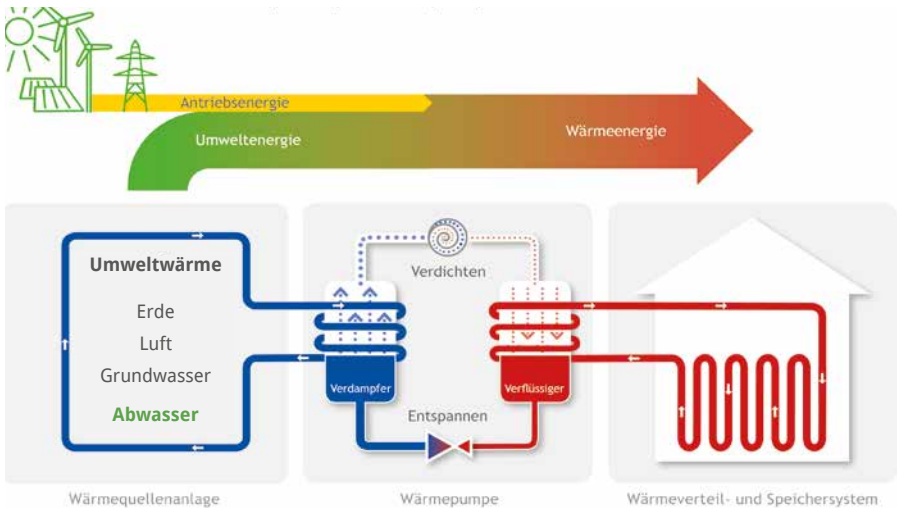 Antriebsenergie
Umweltenergie
Wärmeenergie
Umweltwärme
Erde
Luft
Grundwasser
Abwasser
Verdichten
Verdampfer
Verflüssiger
Entspannen
Wärmequellenanlage
Wärmepumpe
Wärmeverteil- und Speichersystem